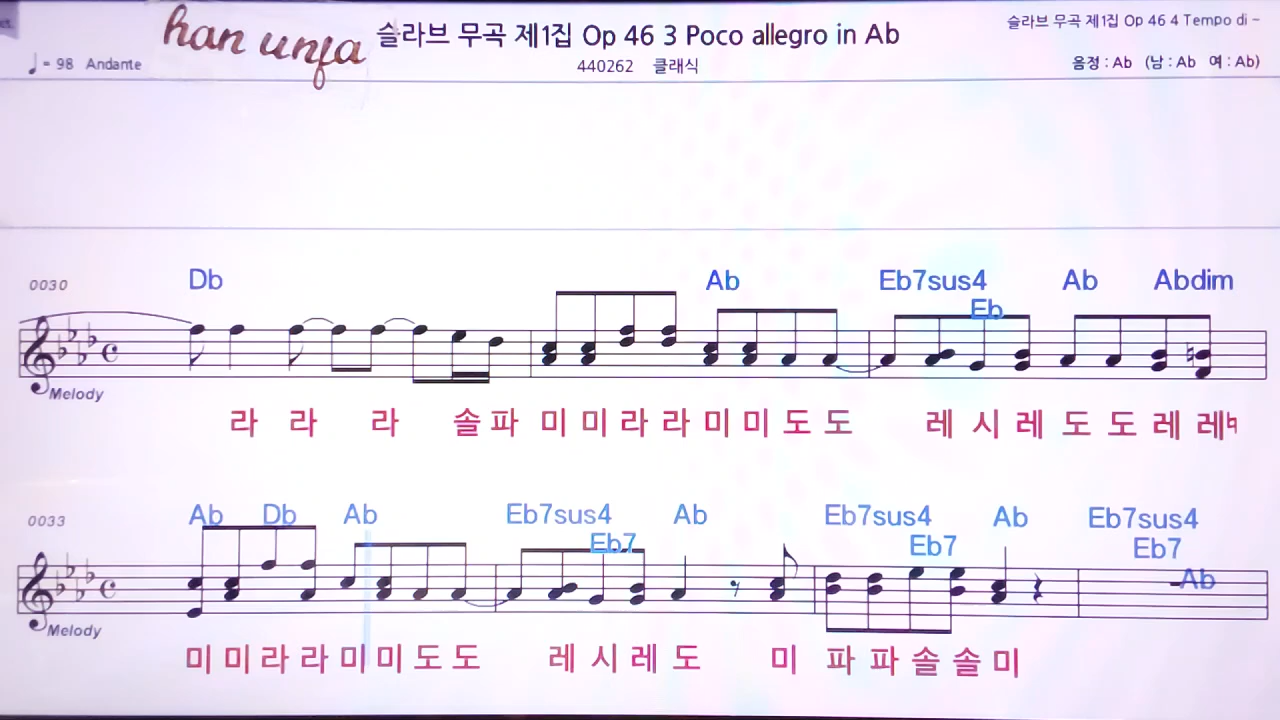 han unfa
슬라브 무곡 제1집 Op 46 3 Poco allegro in Ab
슬라브 무곡 제1집 Op 46 4 Tempo di -
♩= 98 Andante
440262 클래식
음정 : Ab (남 : Ab 여 : Ab)
0030
Db Ab Eb7sus4 Eb Ab Abdim
Melody
라 라 라 솔 파 미 미 라 라 미 미 도 도 레 시 레 도 도 레 레♮
0033
Ab Db Ab Eb7sus4 Eb7 Ab Eb7sus4 Eb7 Ab Eb7sus4 Eb7 Ab
Melody
미 미 라 라 미 미 도 도 레 시 레 도 미 파 파 솔 솔 미